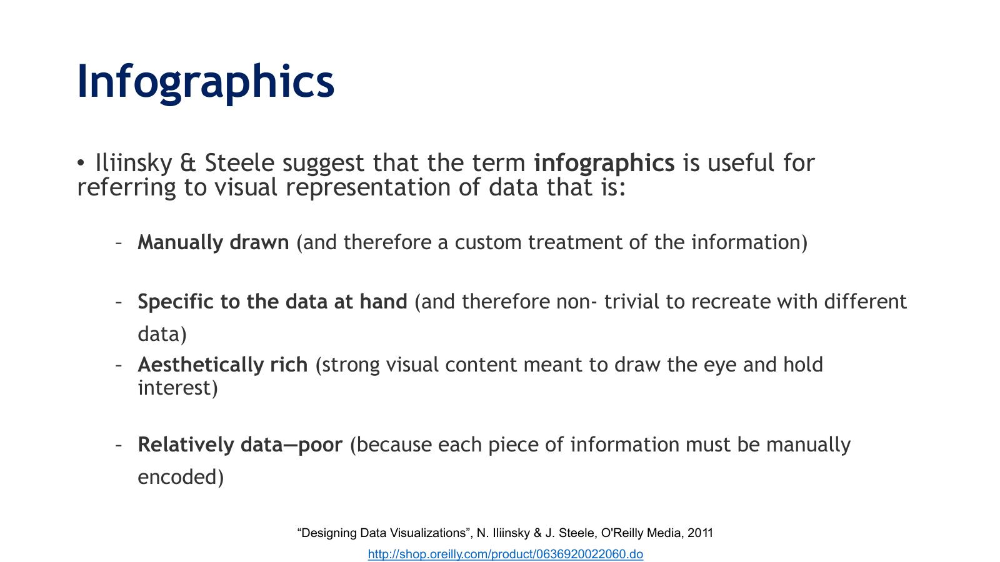 Infographics
• Iliinsky & Steele suggest that the term infographics is useful for
referring to visual representation of data that is:
– Manually drawn (and therefore a custom treatment of the information)
– Specific to the data at hand (and therefore non- trivial to recreate with different
data)
– Aesthetically rich (strong visual content meant to draw the eye and hold
interest)
– Relatively data—poor (because each piece of information must be manually
encoded)
“Designing Data Visualizations”, N. Iliinsky & J. Steele, O'Reilly Media, 2011
http://shop.oreilly.com/product/0636920022060.do